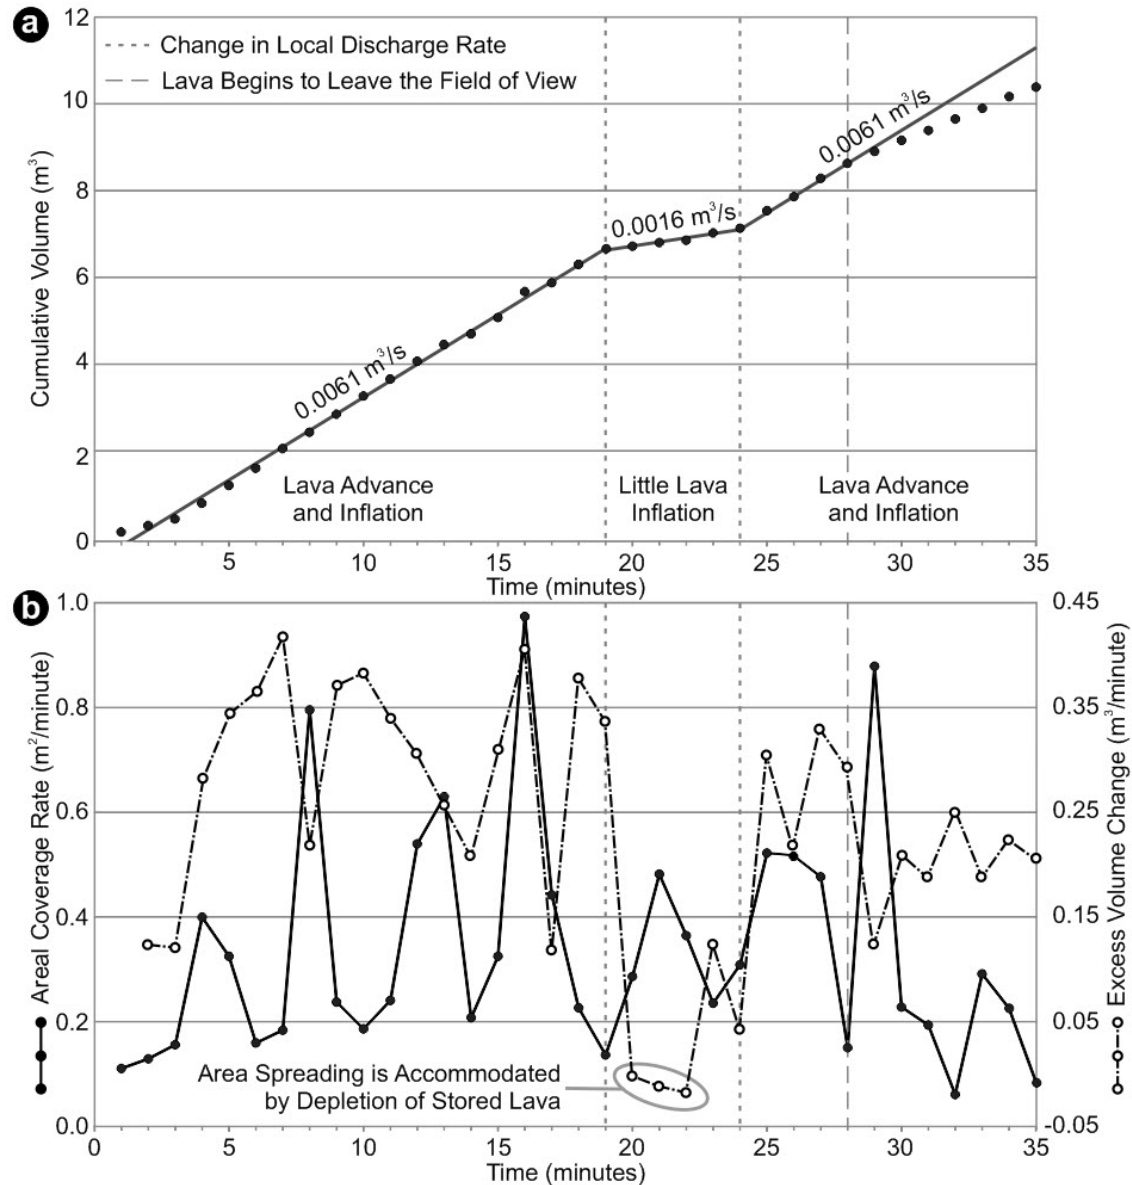 a
12
10
8
6
4
2
0
Cumulative Volume (m³)
Change in Local Discharge Rate
Lava Begins to Leave the Field of View
0.0061 m³/s
0.0016 m³/s
0.0061 m³/s
Lava Advance
and Inflation
Little Lava
Inflation
Lava Advance
and Inflation
5 10 15 20 25 30 35
Time (minutes)
b
1.0
0.8
0.6
0.4
0.2
0.0
Areal Coverage Rate (m²/minute)
0.45
0.35
0.25
0.15
0.05
-0.05
Excess Volume Change (m³/minute)
Area Spreading is Accommodated
by Depletion of Stored Lava
0 5 10 15 20 25 30 35
Time (minutes)